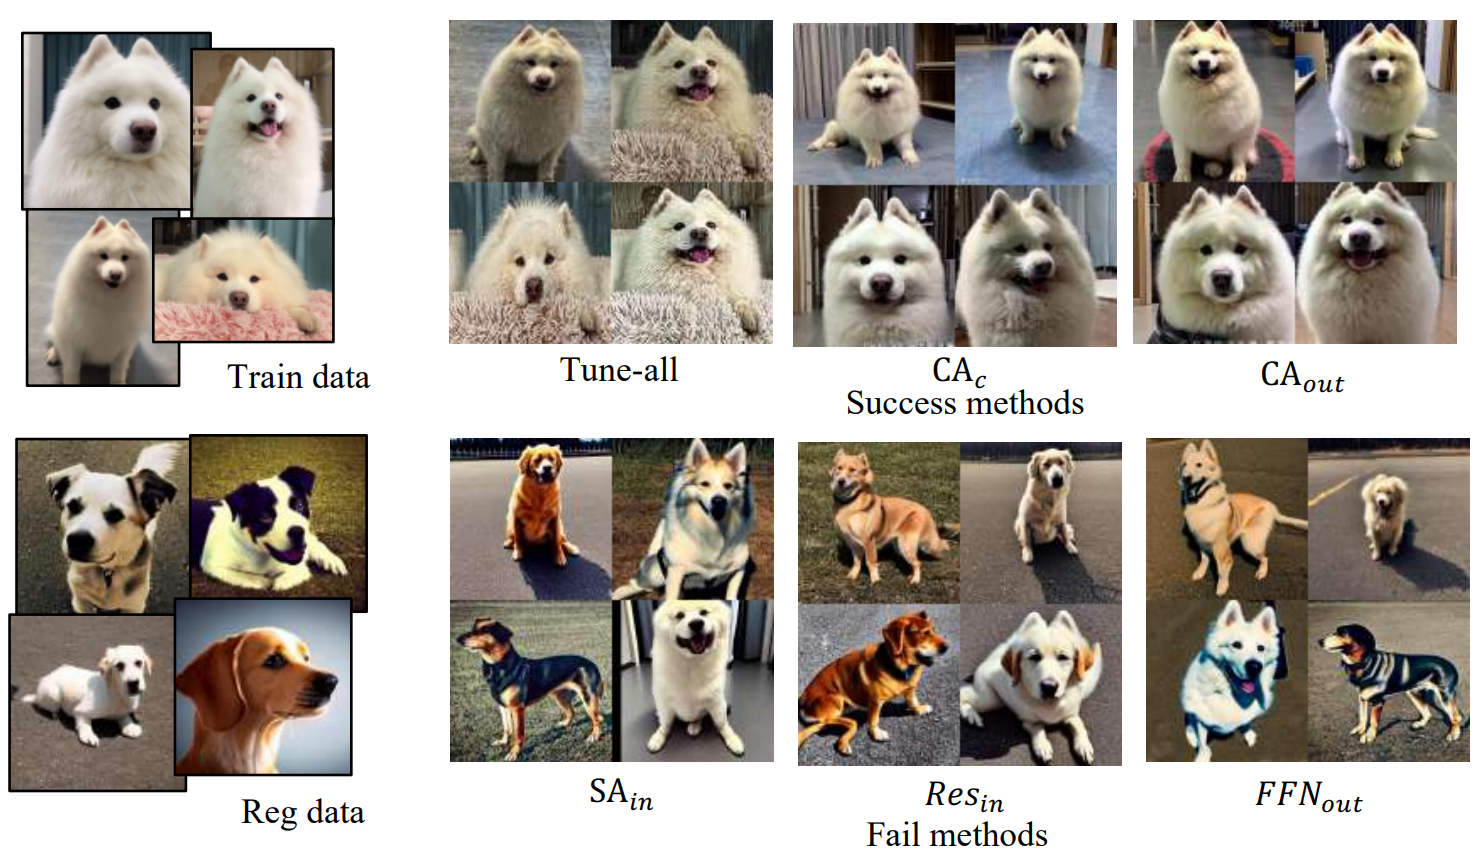 Train data
Tune-all
CA_c
CA_out
Success methods
Reg data
SA_in
Res_in
FFN_out
Fail methods